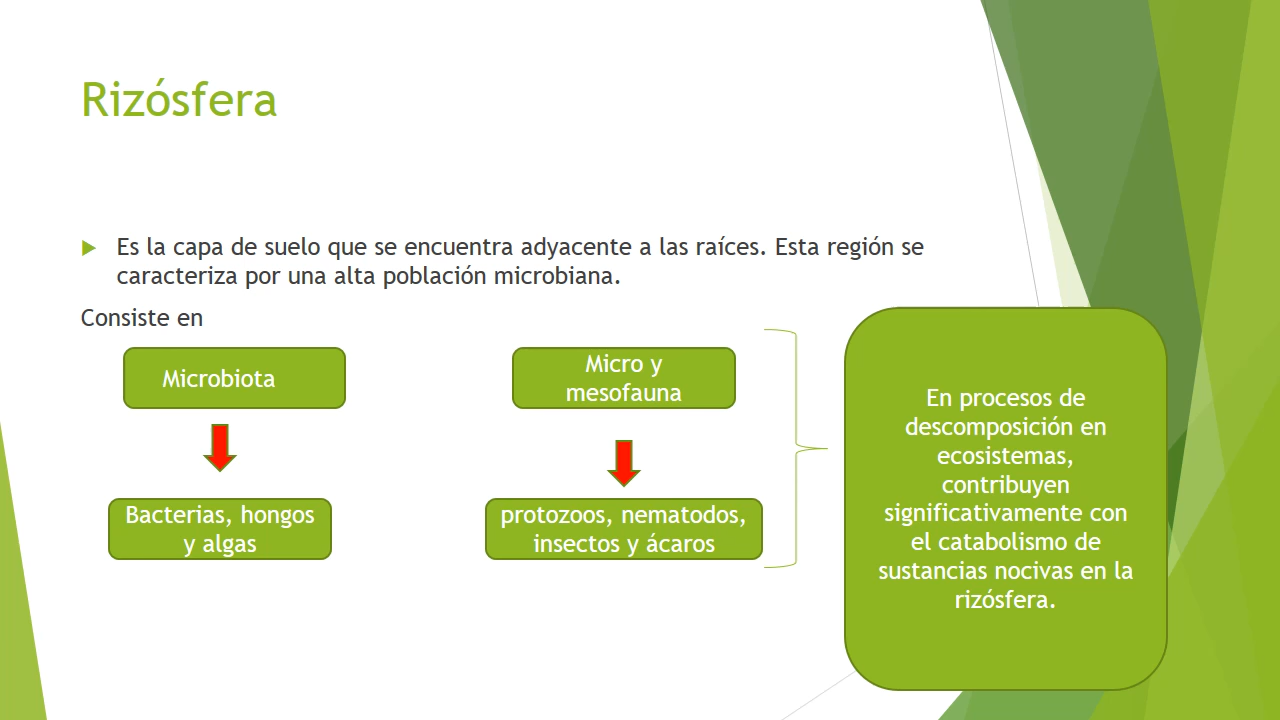 Rizósfera
Es la capa de suelo que se encuentra adyacente a las raíces. Esta región se
caracteriza por una alta población microbiana.
Consiste en
Microbiota
Bacterias, hongos
y algas
Micro y
mesofauna
protozoos, nematodos,
insectos y ácaros
En procesos de
descomposición en
ecosistemas,
contribuyen
significativamente con
el catabolismo de
sustancias nocivas en la
rizósfera.